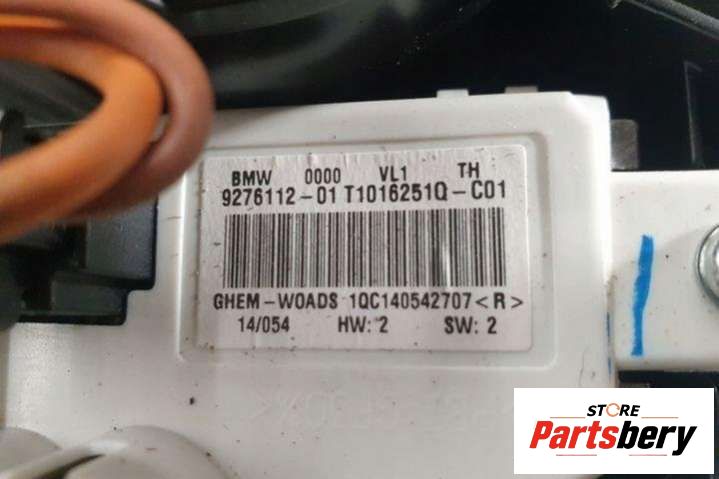 BMW 0000 VL1 TH
9276112-01 T1016251Q-C01
GHEM-WOADS 1QC140542707<R>
14/054 HW: 2 SW: 2
STORE
Partsbery